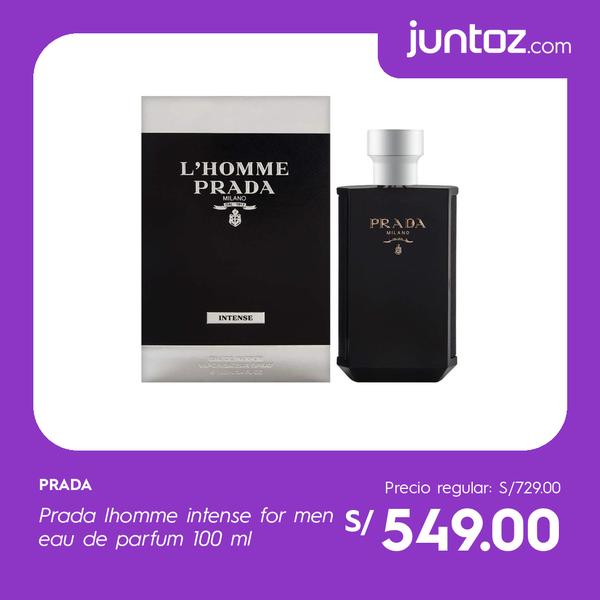 juntoz.com
L'HOMME
PRADA
MILANO
INTENSE
PRADA
MILANO
PRADA
Precio regular: S/729.00
Prada lhomme intense for men
eau de parfum 100 ml
S/ 549.00